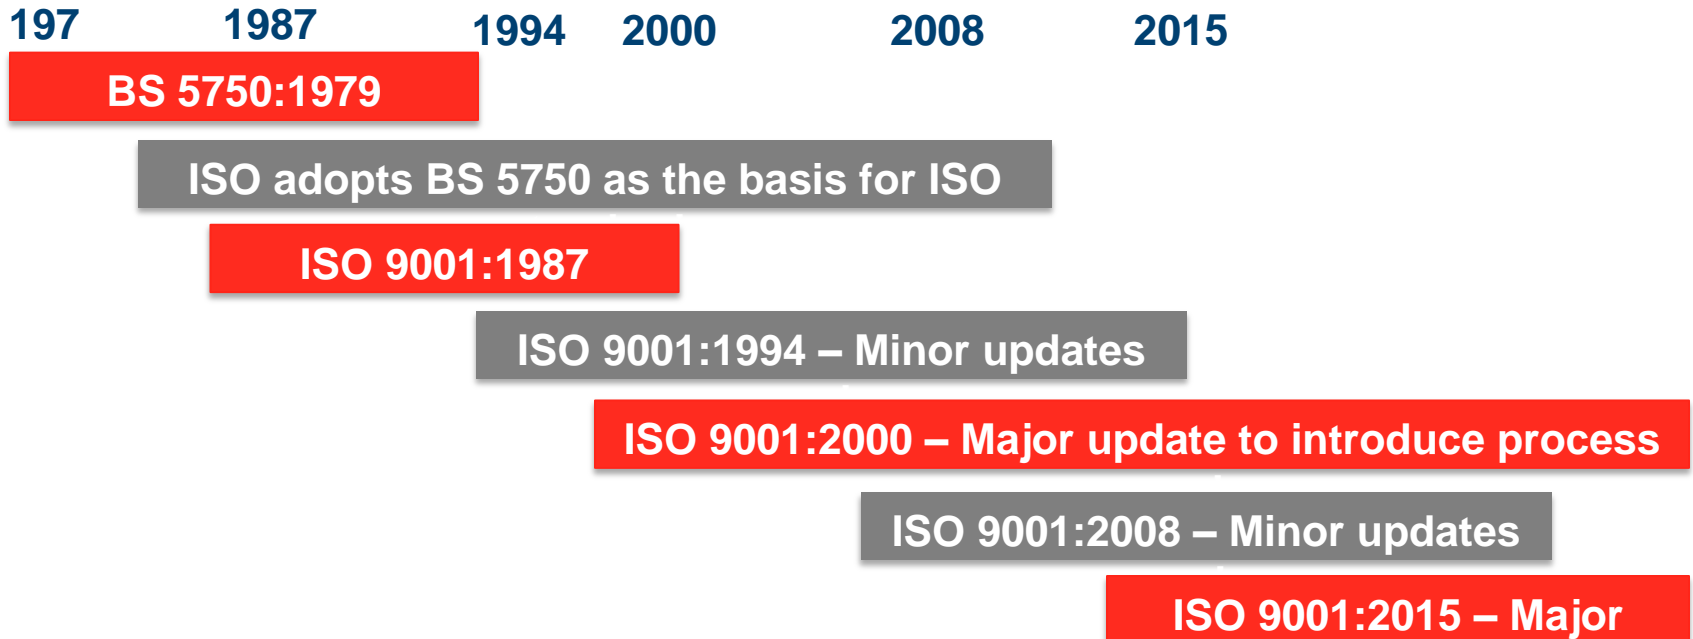 197 1987 1994 2000 2008 2015
BS 5750:1979
ISO adopts BS 5750 as the basis for ISO
ISO 9001:1987
ISO 9001:1994 – Minor updates
ISO 9001:2000 – Major update to introduce process
ISO 9001:2008 – Minor updates
ISO 9001:2015 – Major